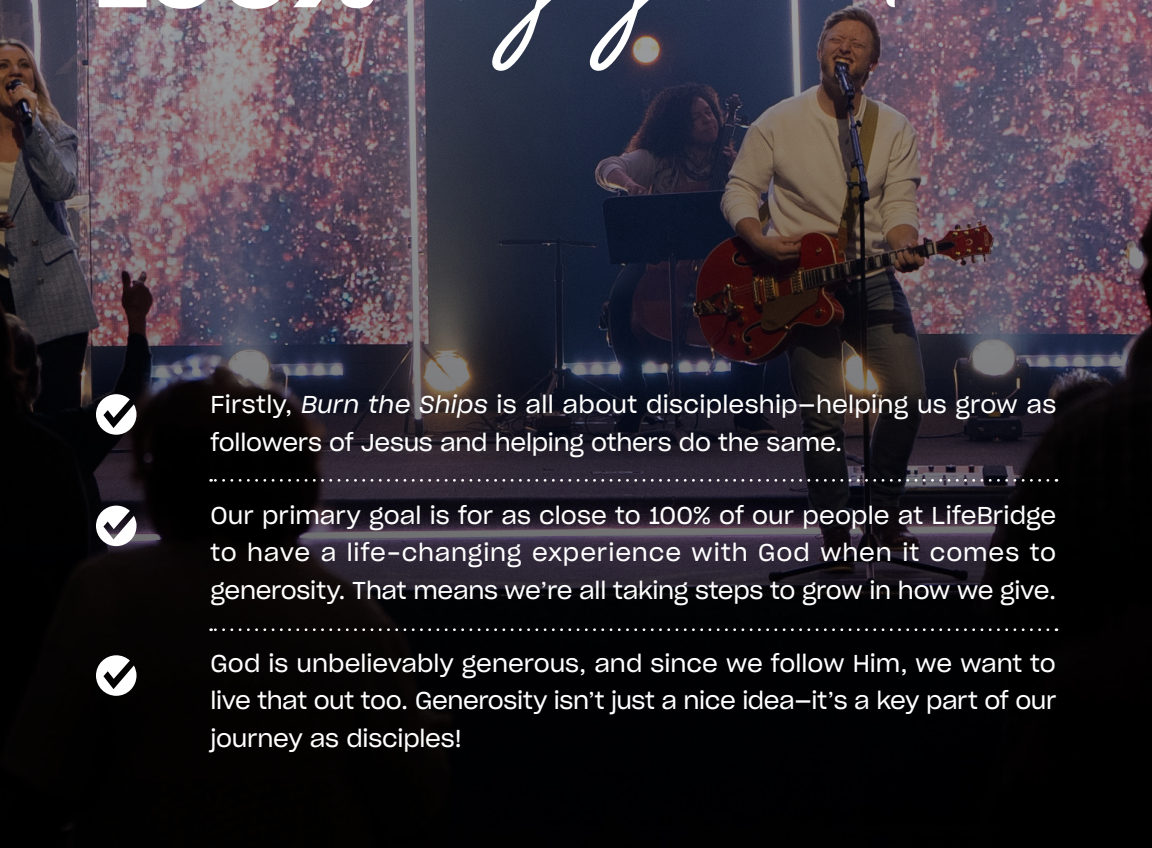 Firstly, Burn the Ships is all about discipleship–helping us grow as
followers of Jesus and helping others do the same.
Our primary goal is for as close to 100% of our people at LifeBridge
to have a life-changing experience with God when it comes to
generosity. That means we’re all taking steps to grow in how we give.
God is unbelievably generous, and since we follow Him, we want to
live that out too. Generosity isn’t just a nice idea–it’s a key part of our
journey as disciples!